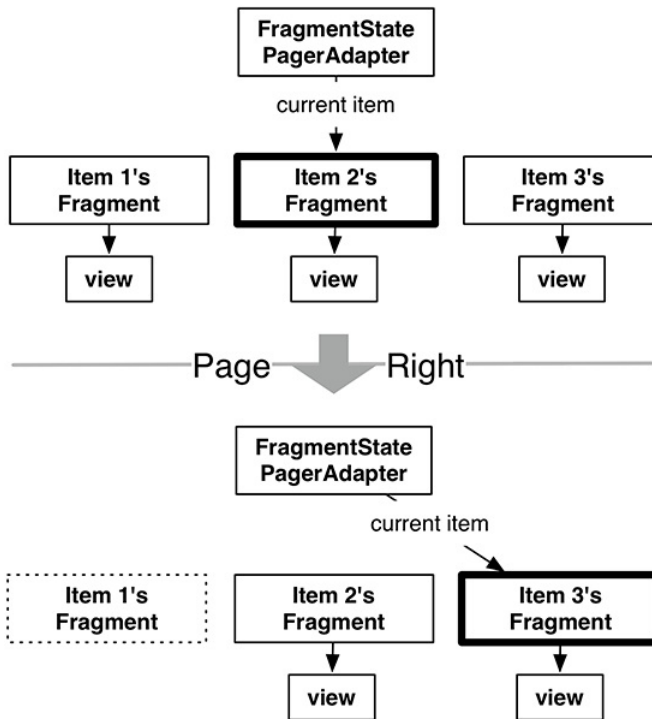 FragmentState
PagerAdapter
current item
Item 1's
Fragment
Item 2's
Fragment
Item 3's
Fragment
view
view
view
Page Right
FragmentState
PagerAdapter
current item
Item 1's
Fragment
Item 2's
Fragment
Item 3's
Fragment
view
view